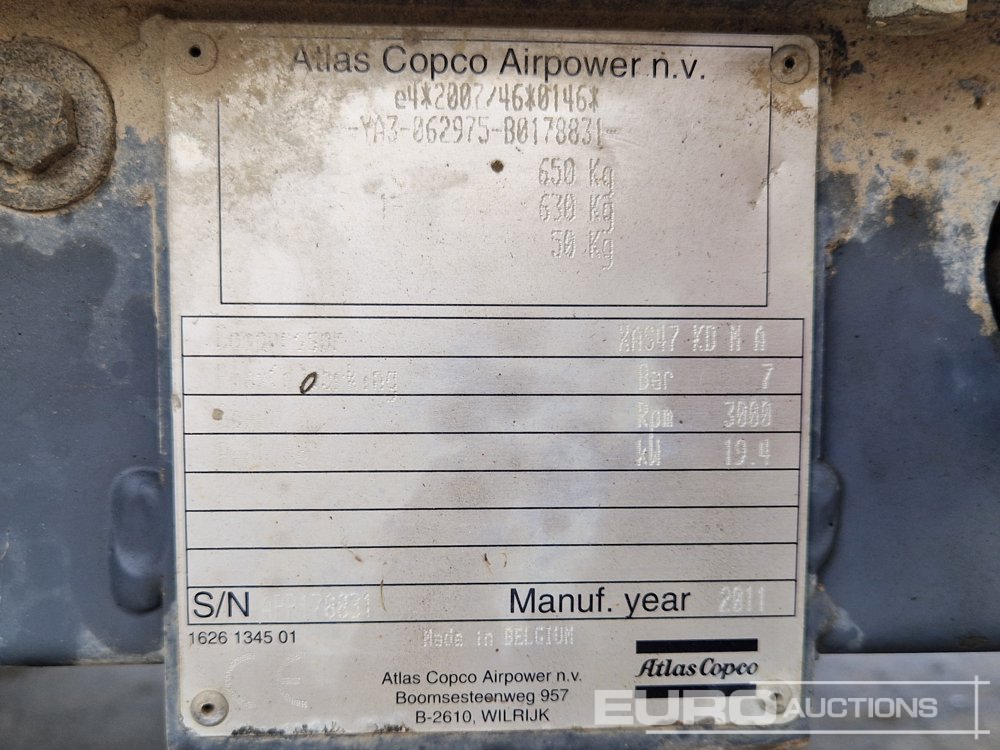 Atlas Copco Airpower n.v.
e4*2007/46*0146*
-YA3-062975-B0178831-
650 Kg
1- 630 Kg
50 Kg
Compressor XAS47 KD N A
Bar 7
Rpm 3000
kW 19.4
S/N Manuf. year 2011
1626 1345 01
Made in BELGIUM
CE
Atlas Copco
Atlas Copco Airpower n.v.
Boomsesteenweg 957
B-2610, WILRIJK
EURO AUCTIONS